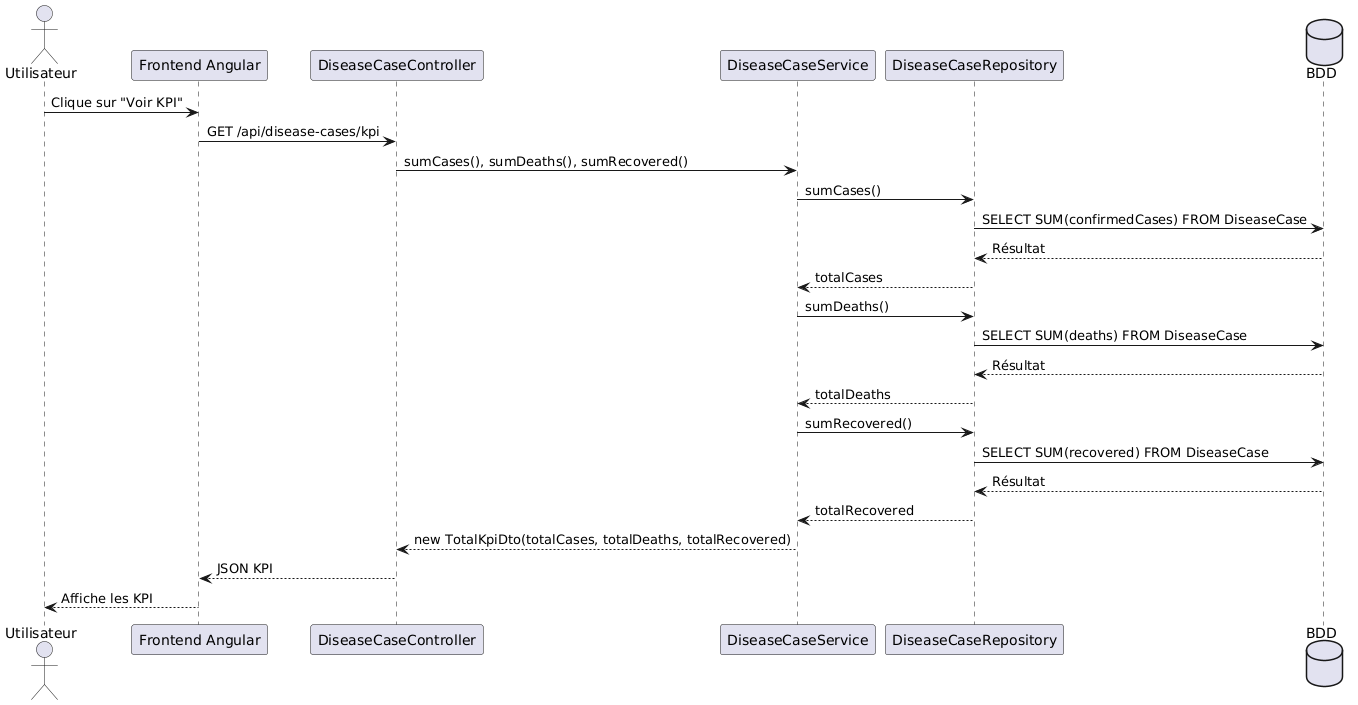 Utilisateur
Frontend Angular
DiseaseCaseController
DiseaseCaseService
DiseaseCaseRepository
BDD
Clique sur "Voir KPI"
GET /api/disease-cases/kpi
sumCases(), sumDeaths(), sumRecovered()
sumCases()
SELECT SUM(confirmedCases) FROM DiseaseCase
Résultat
totalCases
sumDeaths()
SELECT SUM(deaths) FROM DiseaseCase
Résultat
totalDeaths
sumRecovered()
SELECT SUM(recovered) FROM DiseaseCase
Résultat
totalRecovered
new TotalKpiDto(totalCases, totalDeaths, totalRecovered)
JSON KPI
Affiche les KPI
Utilisateur
Frontend Angular
DiseaseCaseController
DiseaseCaseService
DiseaseCaseRepository
BDD